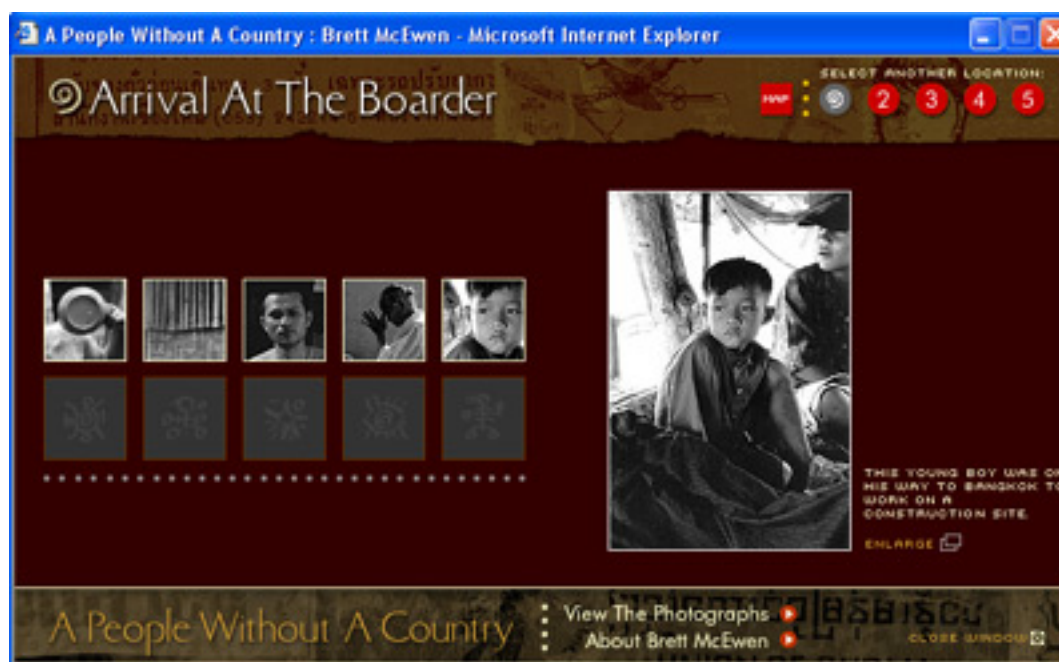 A People Without A Country : Brett McEwen - Microsoft Internet Explorer
SELECT ANOTHER LOCATION:
Arrival At The Boarder
MAP
2 3 4 5
THIS YOUNG BOY WAS
HIS WAY TO BANGKOK
WORK ON A
CONSTRUCTION SITE.
ENLARGE
A People Without A Country
View The Photographs
About Brett McEwen
CLOSE WINDOW